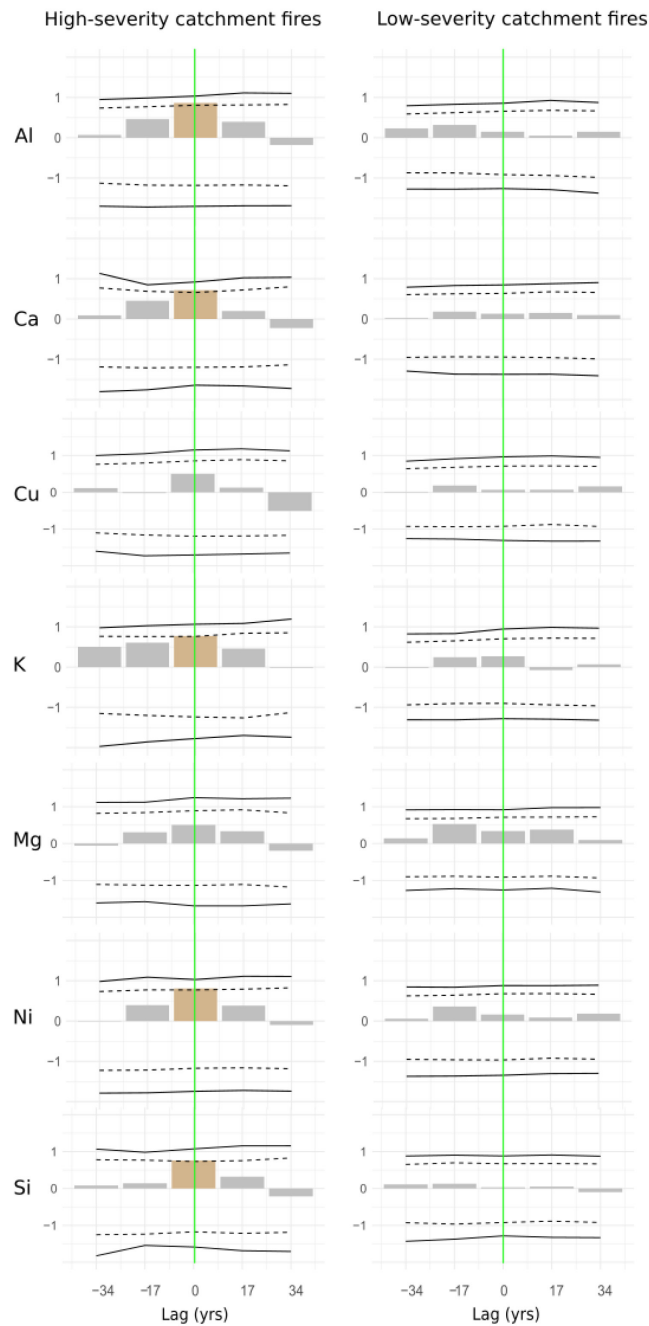 High-severity catchment fires Low-severity catchment fires
Al
1 1
0 0
−1 −1
Ca
1 1
0 0
−1 −1
Cu
1 1
0 0
−1 −1
K
1 1
0 0
−1 −1
Mg
1 1
0 0
−1 −1
Ni
1 1
0 0
−1 −1
Si
1 1
0 0
−1 −1
−34 −17 0 17 34 −34 −17 0 17 34
Lag (yrs) Lag (yrs)